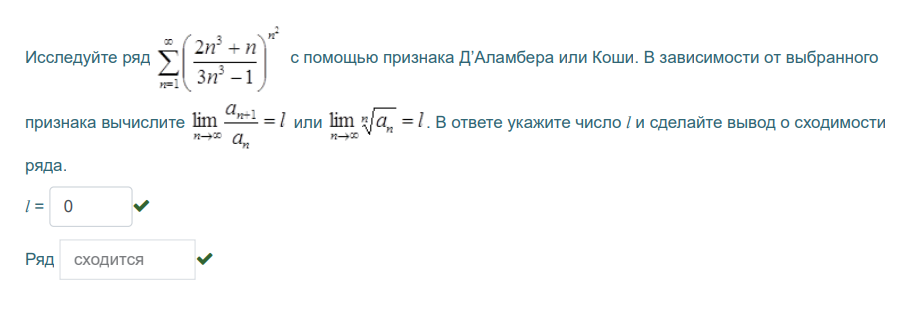 Исследуйте ряд $\sum_{n=1}^{\infty}\left(\frac{2n^3+n}{3n^3-1}\right)^{n^2}$ с помощью признака Д’Аламбера или Коши. В зависимости от выбранного
признака вычислите $\lim_{n\to\infty}\frac{a_{n+1}}{a_n}=l$ или $\lim_{n\to\infty}\sqrt[n]{a_n}=l$. В ответе укажите число l и сделайте вывод о сходимости
ряда.
l = 0
Ряд сходится